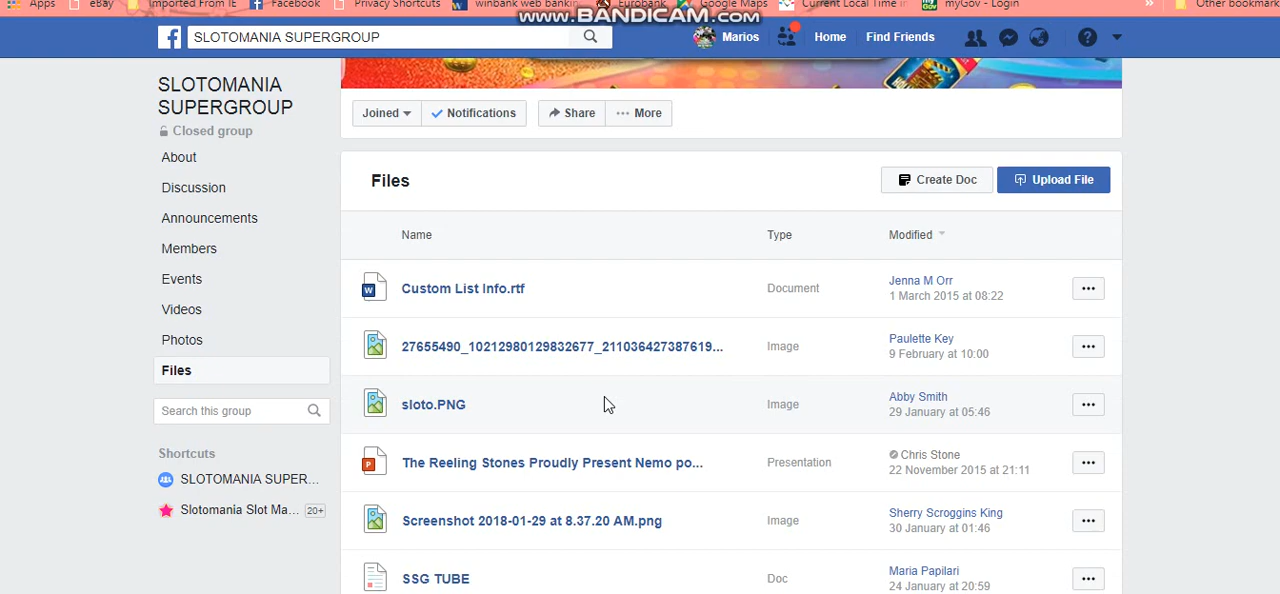 Apps eBay Imported From IE Facebook Privacy Shortcuts winbank web bankin Eurobank Google Maps Current Local Time i myGov - Login » Other bookmark
www.BANDICAM.com
SLOTOMANIA SUPERGROUP Marios Home Find Friends
SLOTOMANIA
SUPERGROUP
Closed group
About
Discussion
Announcements
Members
Events
Videos
Photos
Files
Search this group
Shortcuts
SLOTOMANIA SUPER...
Slotomania Slot Ma... 20+
Joined Notifications Share More
Files Create Doc Upload File
Name Type Modified
Custom List Info.rtf Document Jenna M Orr
1 March 2015 at 08:22
27655490_10212980129832677_211036427387619... Image Paulette Key
9 February at 10:00
sloto.PNG Image Abby Smith
29 January at 05:46
The Reeling Stones Proudly Present Nemo po... Presentation Chris Stone
22 November 2015 at 21:11
Screenshot 2018-01-29 at 8.37.20 AM.png Image Sherry Scroggins King
30 January at 01:46
SSG TUBE Doc Maria Papilari
24 January at 20:59